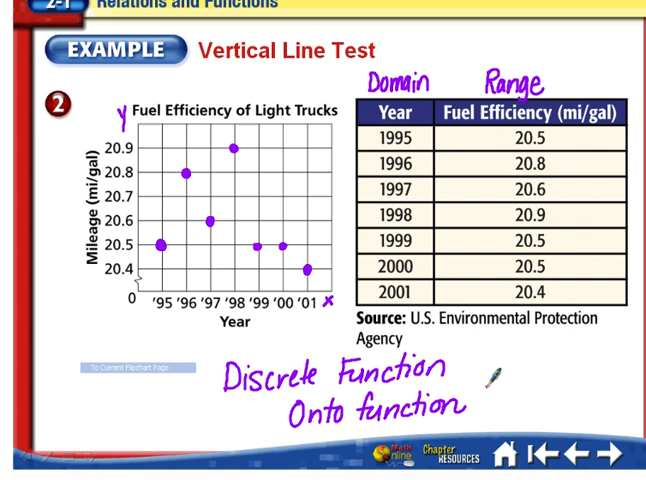 2-1 Relations and Functions
EXAMPLE Vertical Line Test
2
Domain Range
y Fuel Efficiency of Light Trucks
Mileage (mi/gal)
20.9
20.8
20.7
20.6
20.5
20.4
0 '95 '96 '97 '98 '99 '00 '01 x
Year
Year Fuel Efficiency (mi/gal)
1995 20.5
1996 20.8
1997 20.6
1998 20.9
1999 20.5
2000 20.5
2001 20.4
Source: U.S. Environmental Protection
Agency
To Current Flipchart Page
Discrete Function
Onto function
Math
Online
Chapter
RESOURCES